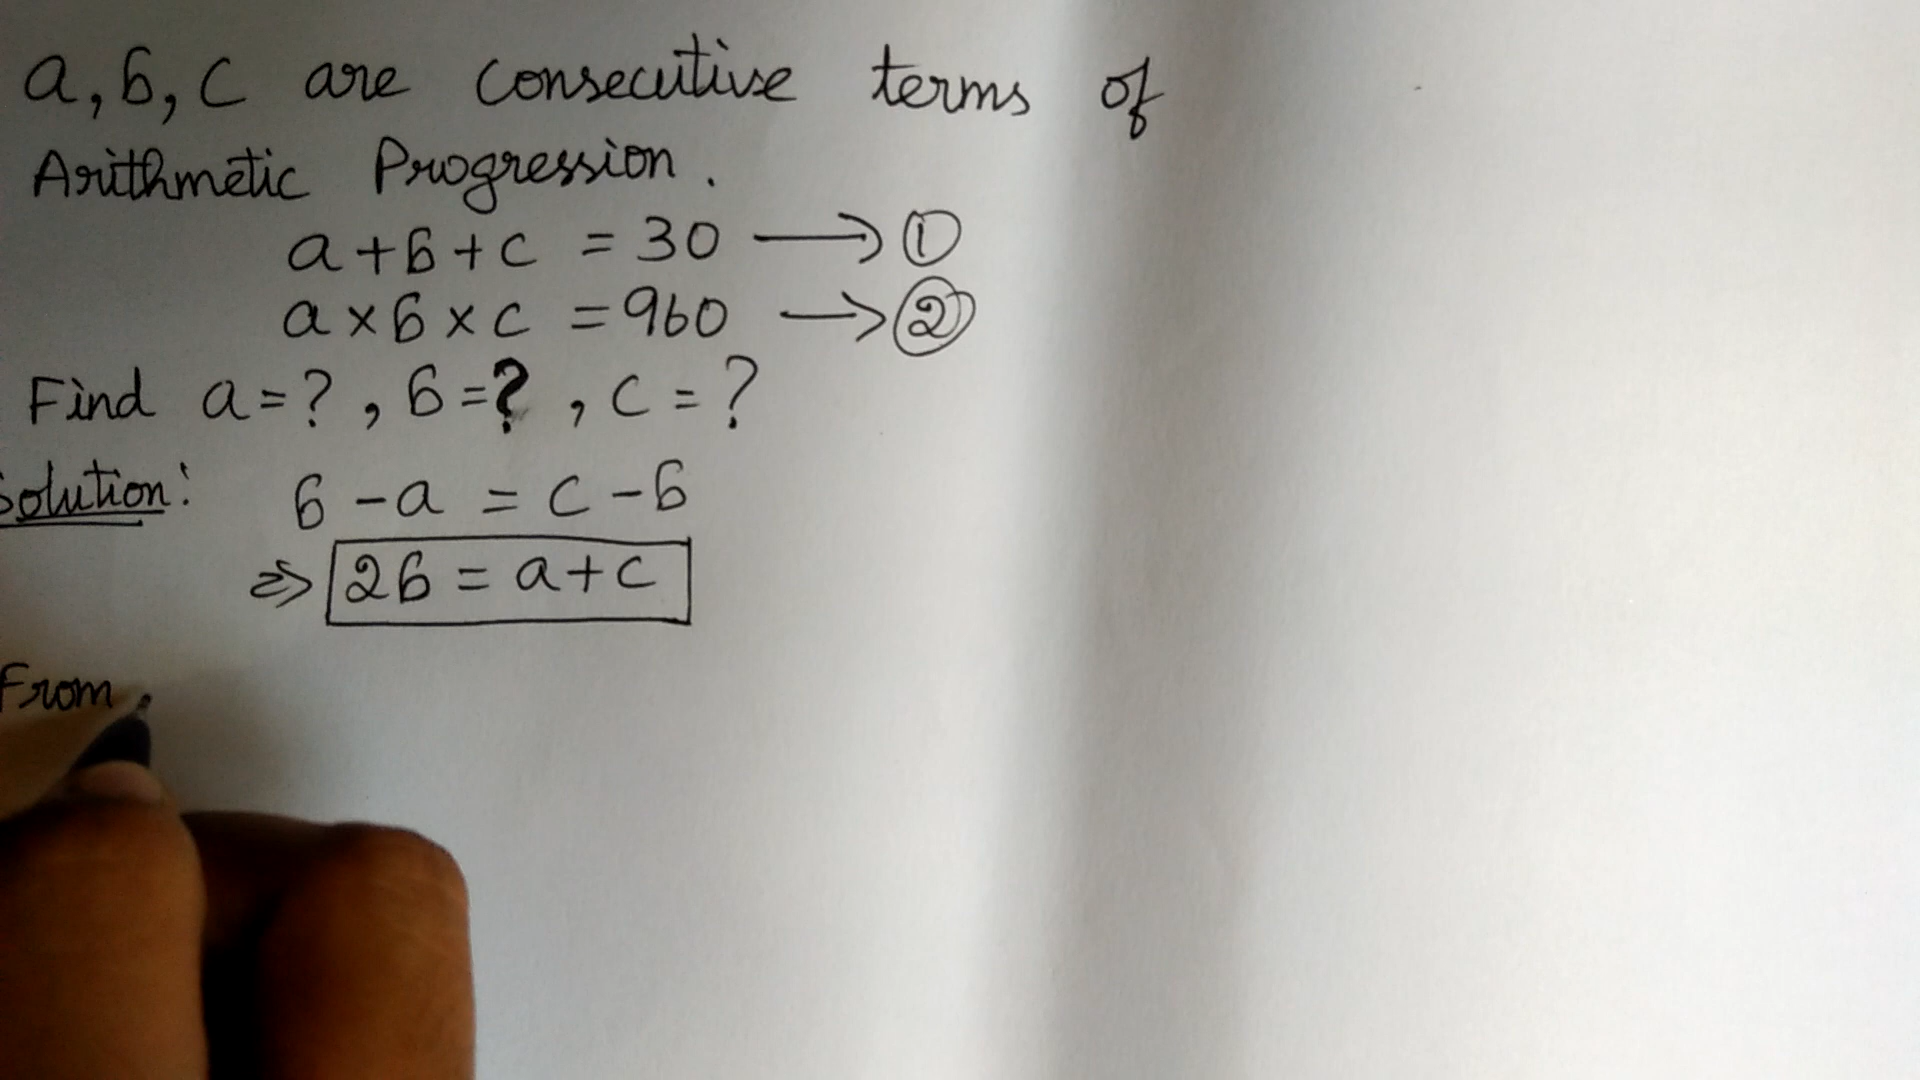 a, b, c are consecutive terms of
Arithmetic Progression.
a + b + c = 30 → ①
a × b × c = 960 → ②
Find a = ? , b = ? , c = ?
Solution: b - a = c - b
⇒ 2b = a + c
From